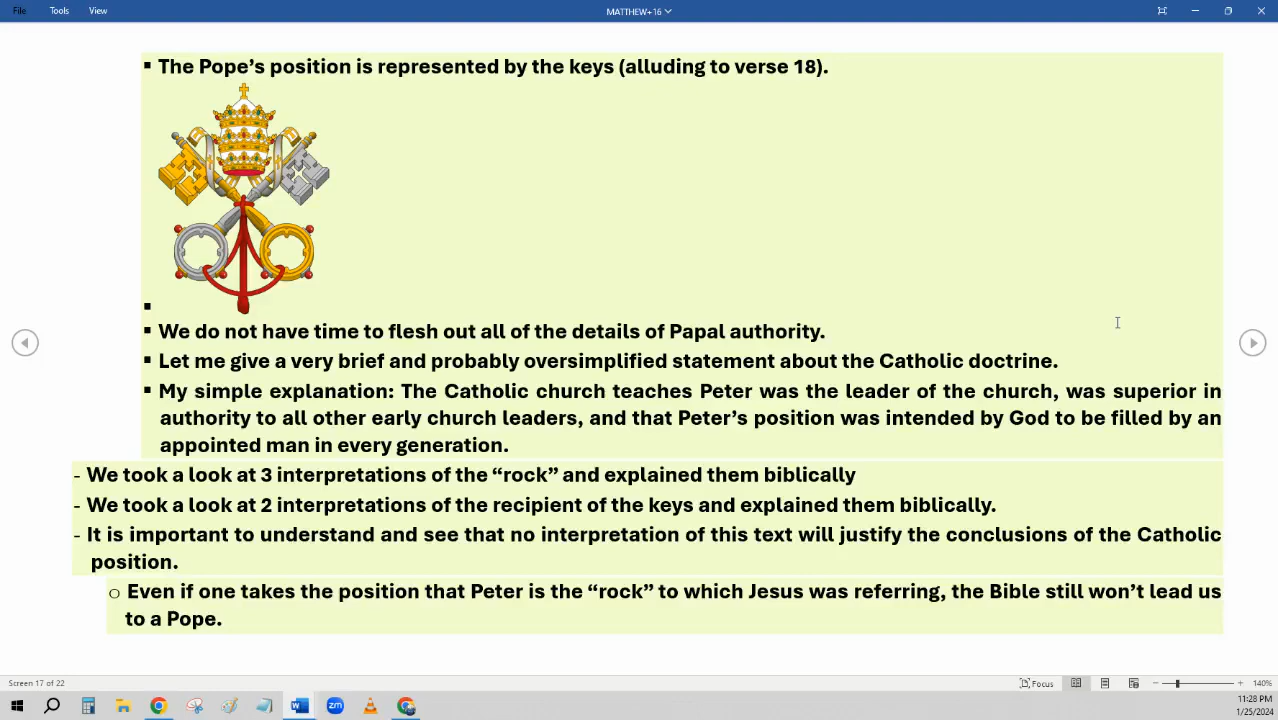 File Tools View MATTHEW+16
▪ The Pope’s position is represented by the keys (alluding to verse 18).
▪
▪ We do not have time to flesh out all of the details of Papal authority.
▪ Let me give a very brief and probably oversimplified statement about the Catholic doctrine.
▪ My simple explanation: The Catholic church teaches Peter was the leader of the church, was superior in
authority to all other early church leaders, and that Peter’s position was intended by God to be filled by an
appointed man in every generation.
- We took a look at 3 interpretations of the “rock” and explained them biblically
- We took a look at 2 interpretations of the recipient of the keys and explained them biblically.
- It is important to understand and see that no interpretation of this text will justify the conclusions of the Catholic
position.
o Even if one takes the position that Peter is the “rock” to which Jesus was referring, the Bible still won’t lead us
to a Pope.
Screen 17 of 22 Focus 140%
zm
11:28 PM
1/25/2024